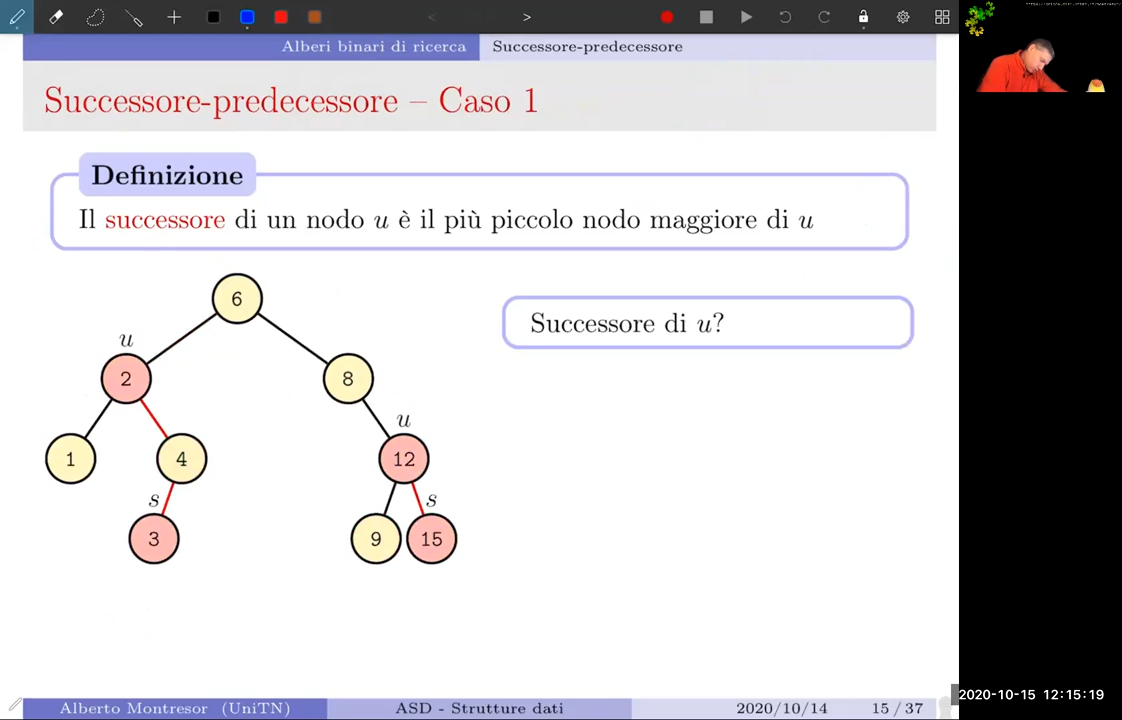 Alberi binari di ricerca Successore-predecessore
Successore-predecessore – Caso 1
Definizione
Il successore di un nodo u è il più piccolo nodo maggiore di u
6
u
2
8
Successore di u?
u
1
4
12
s
s
3
9
15
Alberto Montresor (UniTN) ASD - Strutture dati 2020/10/14 15 / 37
2020-10-15 12:15:19